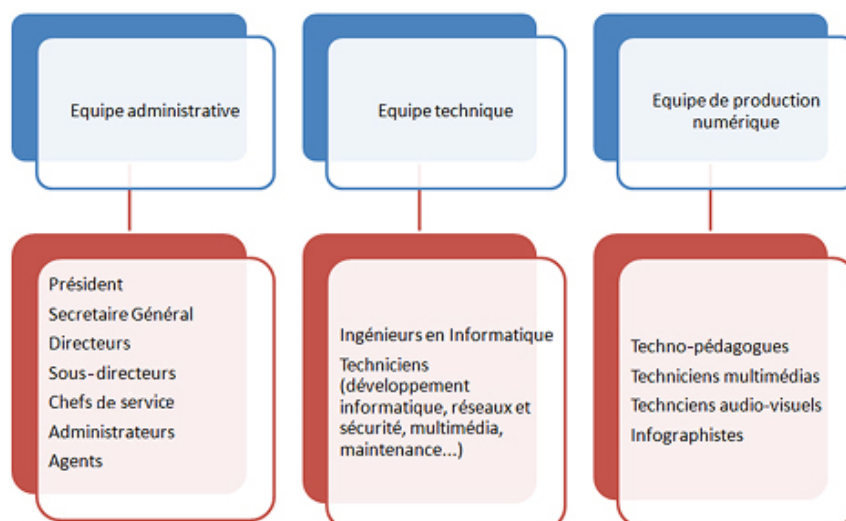 Equipe administrative
Equipe technique
Equipe de production
numérique
Président
Secretaire Général
Directeurs
Sous-directeurs
Chefs de service
Administrateurs
Agents
Ingénieurs en Informatique
Techniciens
(développement
informatique, réseaux et
sécurité, multimédia,
maintenance...)
Techno-pédagogues
Techniciens multimédias
Technciens audio-visuels
Infographistes